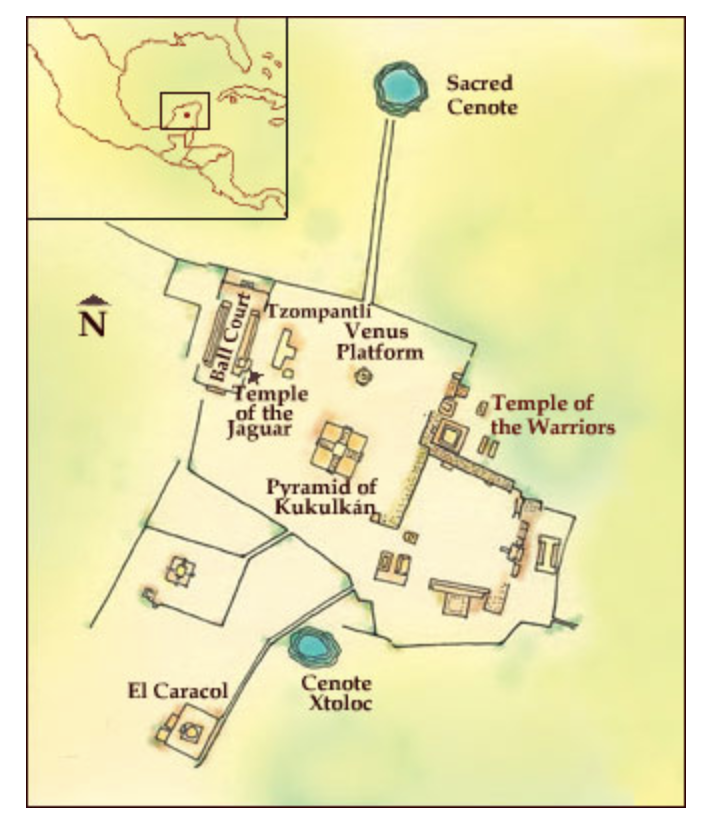 Sacred
Cenote
N
Ball Court
Tzompantli
Venus
Platform
Temple
of the
Jaguar
Temple of
the Warriors
Pyramid of
Kukulkán
El Caracol
Cenote
Xtoloc